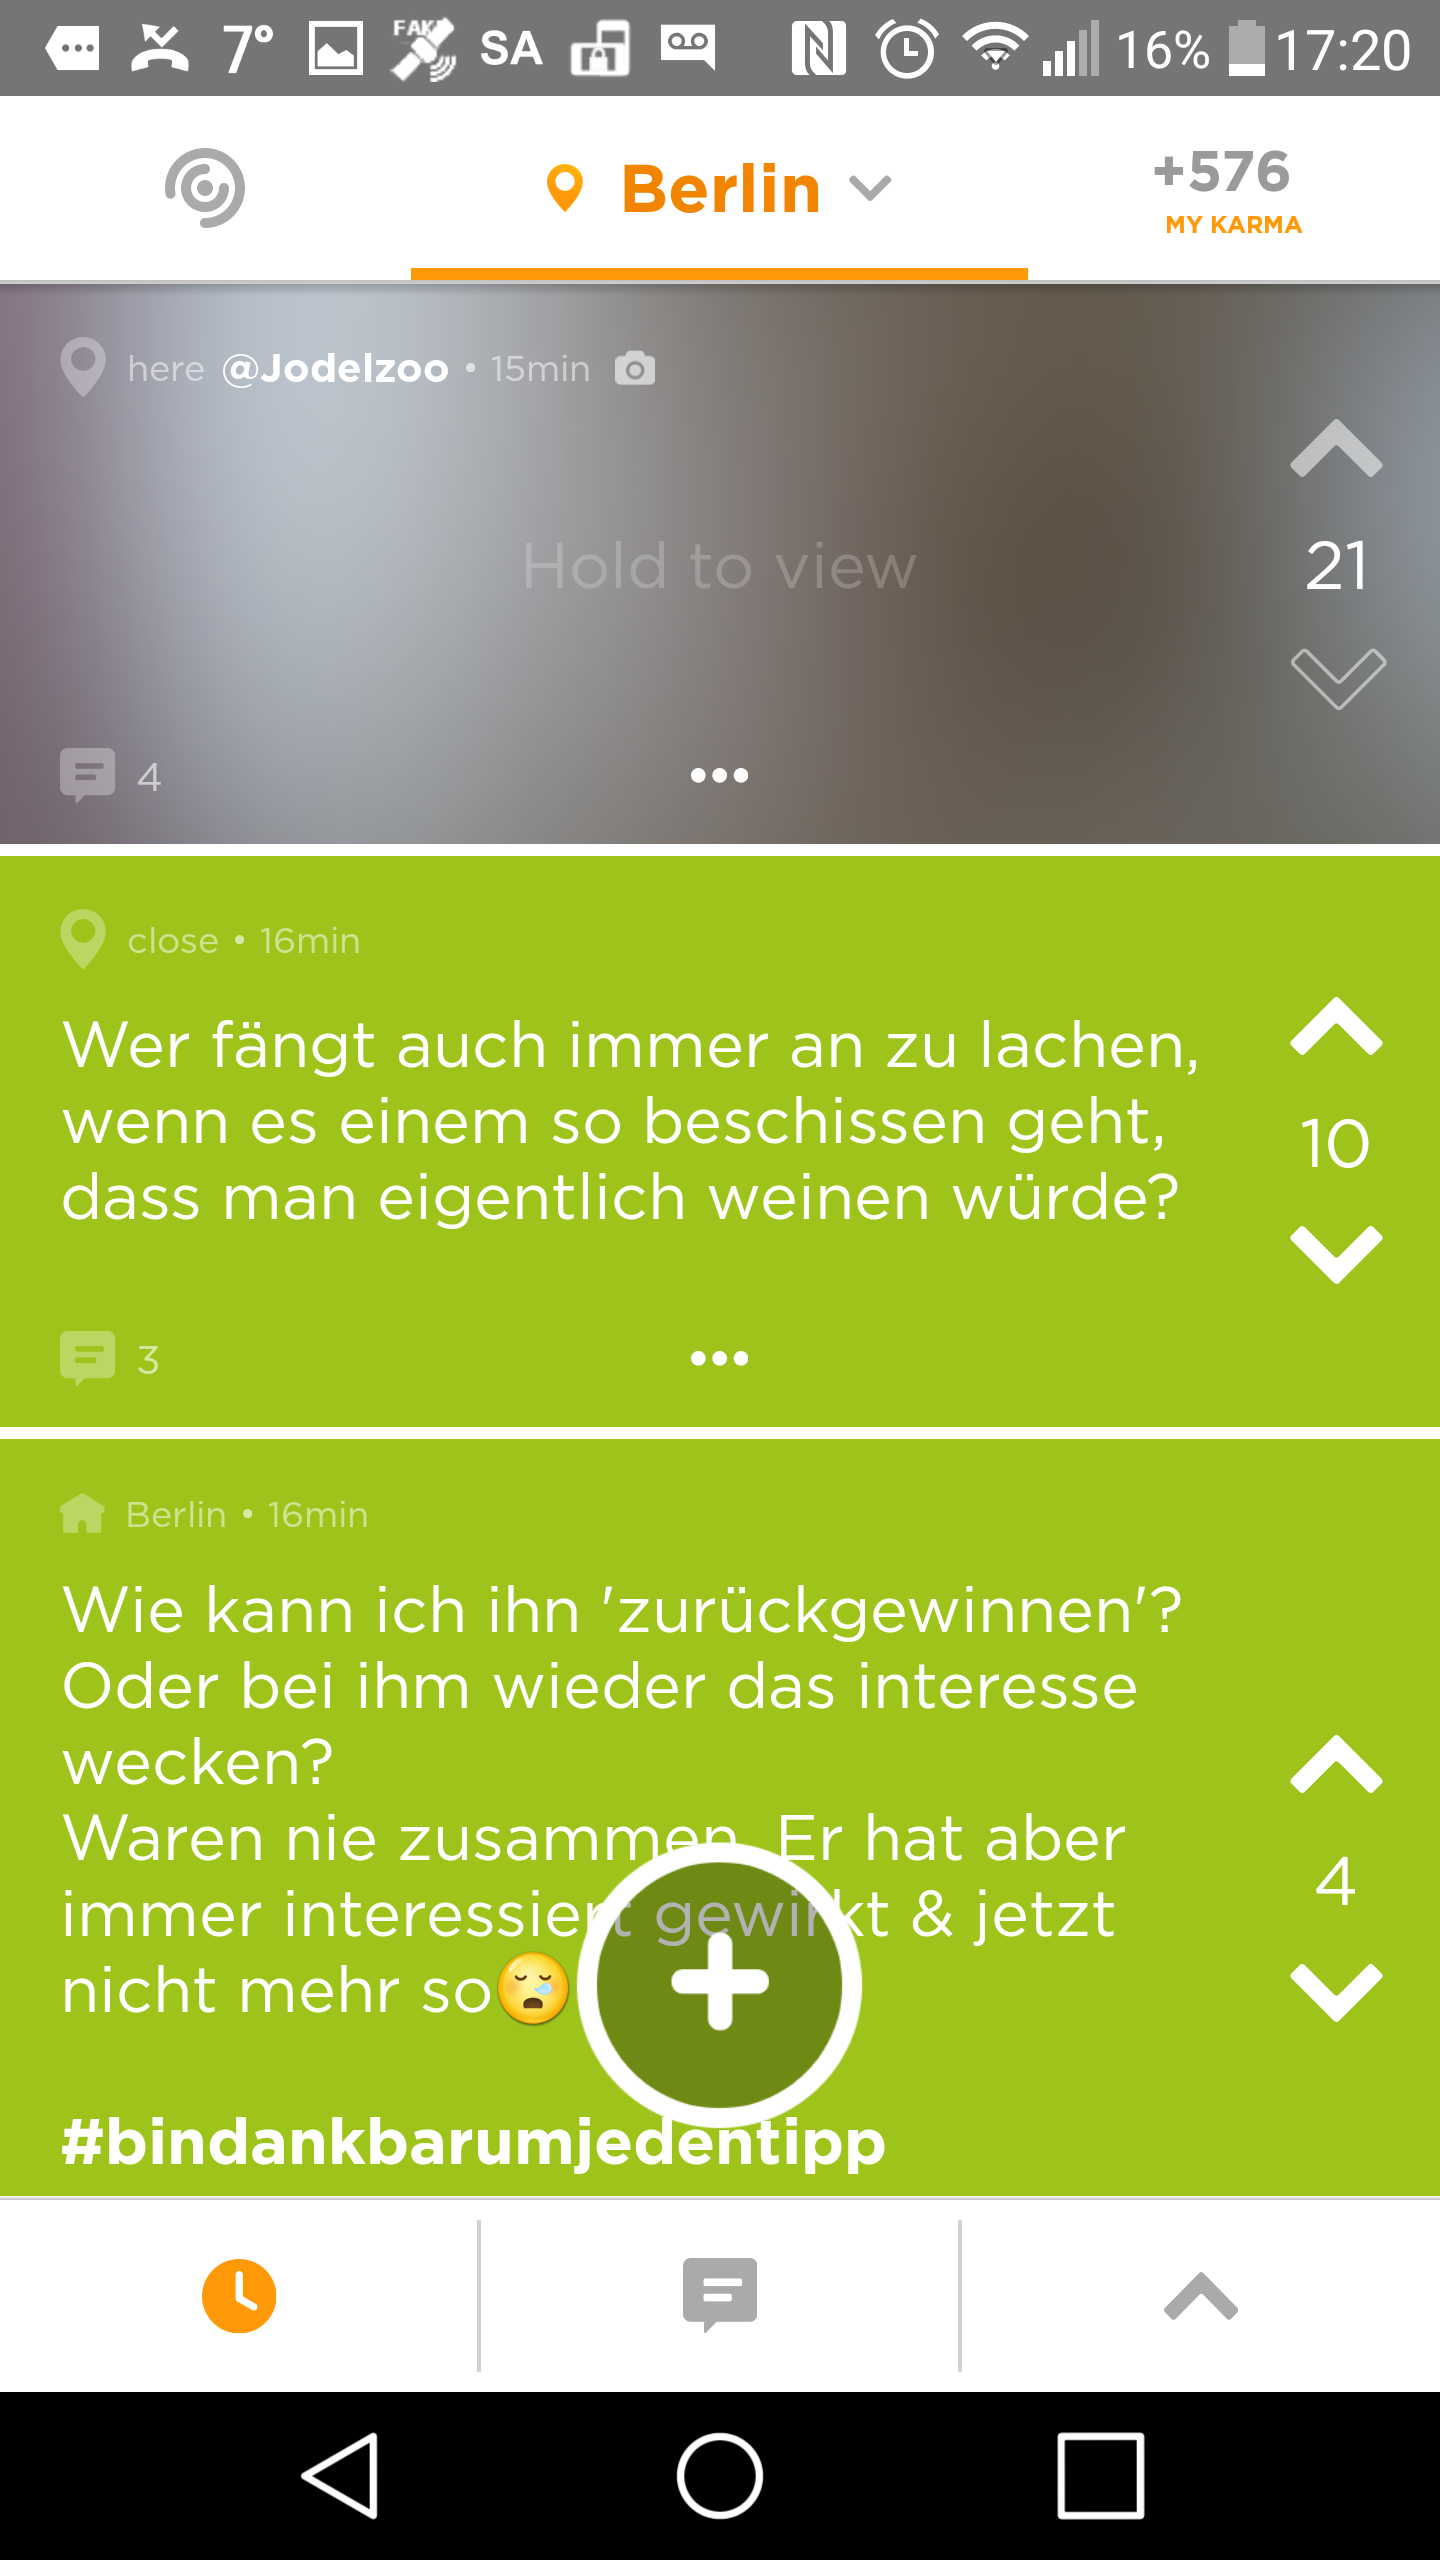 7° FAKE SA 16% 17:20
Berlin
+576
MY KARMA
here @Jodelzoo • 15min
Hold to view
21
4
close • 16min
Wer fängt auch immer an zu lachen,
wenn es einem so beschissen geht,
dass man eigentlich weinen würde?
10
3
Berlin • 16min
Wie kann ich ihn 'zurückgewinnen'?
Oder bei ihm wieder das interesse
wecken?
Waren nie zusammen. Er hat aber
immer interessiert gewirkt & jetzt
nicht mehr so😪
4
#bindankbarumjedentipp